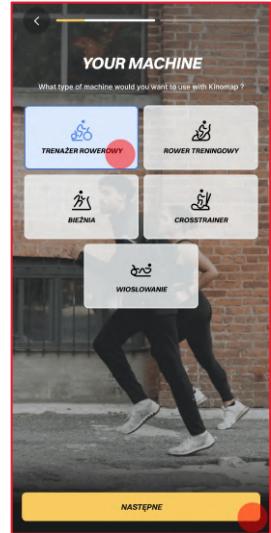 YOUR MACHINE
What type of machine would you want to use with Kinomap ?
TRENAŻER ROWEROWY
ROWER TRENINGOWY
BIEŻNIA
CROSSTRAINER
WIOSŁOWANIE
NASTĘPNE